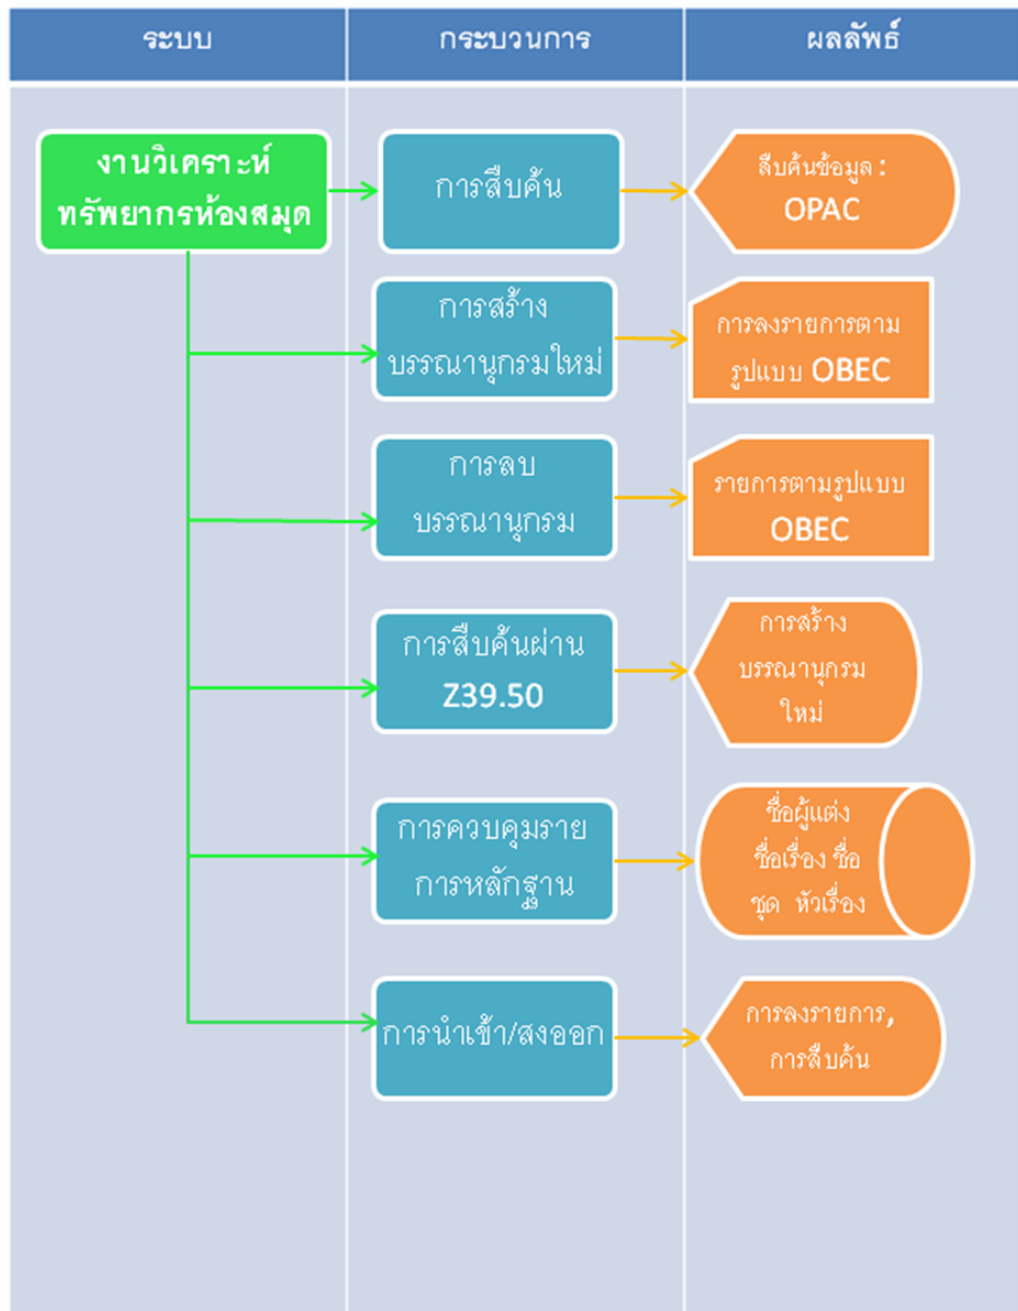 ระบบ
กระบวนการ
ผลลัพธ์
งานวิเคราะห์
ทรัพยากรห้องสมุด
การสืบค้น
สืบค้นข้อมูล :
OPAC
การสร้าง
บรรณานุกรมใหม่
การลงรายการตาม
รูปแบบ OBEC
การลบ
บรรณานุกรม
รายการตามรูปแบบ
OBEC
การสืบค้นผ่าน
Z39.50
การสร้าง
บรรณานุกรม
ใหม่
การควบคุมราย
การหลักฐาน
ชื่อผู้แต่ง
ชื่อเรื่อง ชื่อ
ชุด หัวเรื่อง
การนำเข้า/สงออก
การลงรายการ,
การสืบค้น